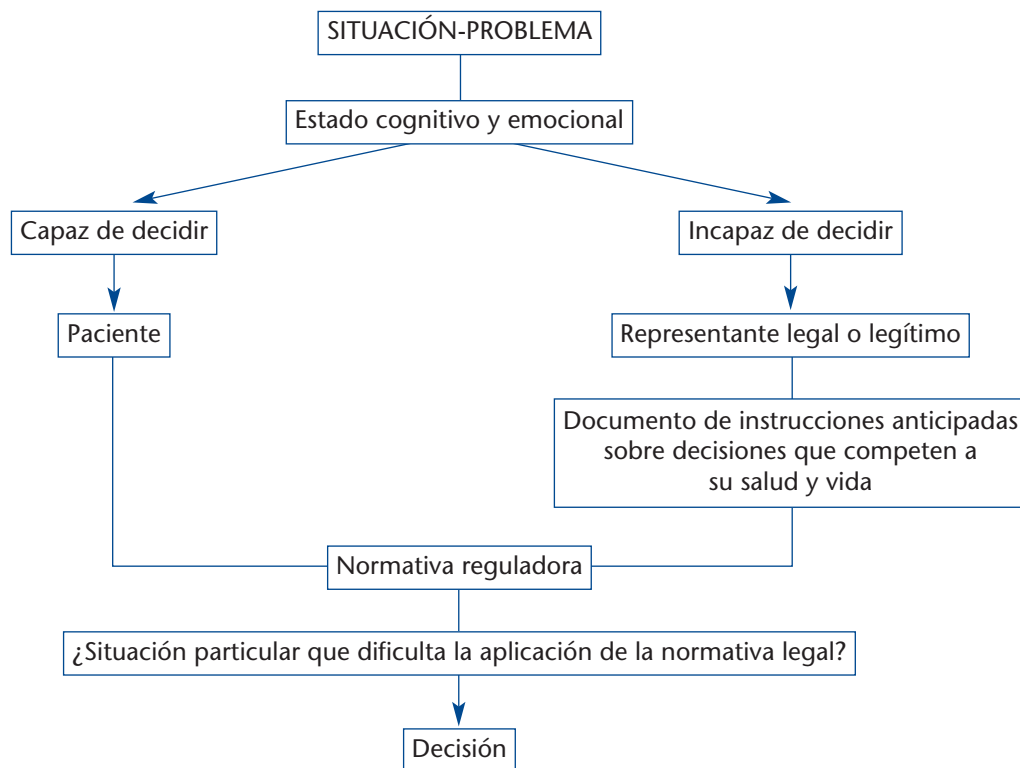 SITUACIÓN-PROBLEMA
Estado cognitivo y emocional
Capaz de decidir
Incapaz de decidir
Paciente
Representante legal o legítimo
Documento de instrucciones anticipadas
sobre decisiones que competen a
su salud y vida
Normativa reguladora
¿Situación particular que dificulta la aplicación de la normativa legal?
Decisión